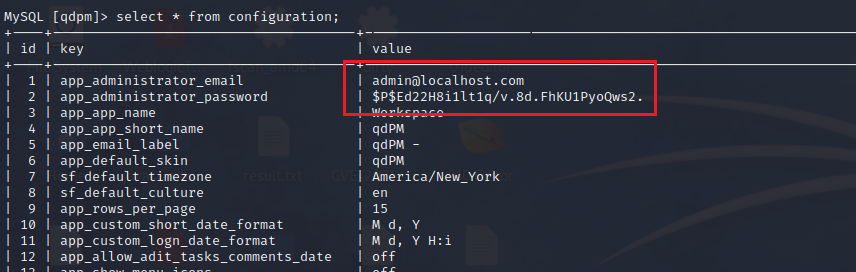 MySQL [qdpm]> select * from configuration;
+----+------------------------------------+-----------------------------------
| id | key | value
+----+------------------------------------+-----------------------------------
| 1 | app_administrator_email | admin@localhost.com
| 2 | app_administrator_password | $P$Ed22H8i1lt1q/v.8d.FhKU1PyoQws2.
| 3 | app_app_name | Workspace
| 4 | app_app_short_name | qdPM
| 5 | app_email_label | qdPM -
| 6 | app_default_skin | qdPM
| 7 | sf_default_timezone | America/New_York
| 8 | sf_default_culture | en
| 9 | app_rows_per_page | 15
| 10 | app_custom_short_date_format | M d, Y
| 11 | app_custom_logn_date_format | M d, Y H:i
| 12 | app_allow_adit_tasks_comments_date | off
| 13 | app_show_menu_icons | off